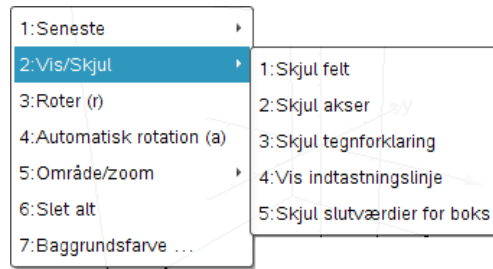 1:Seneste
2:Vis/Skjul
3:Roter (r)
4:Automatisk rotation (a)
5:Område/zoom
6:Slet alt
7:Baggrundsfarve ...
1:Skjul felt
2:Skjul akser
3:Skjul tegnforklaring
4:Vis indtastningslinje
5:Skjul slutværdier for boks
y